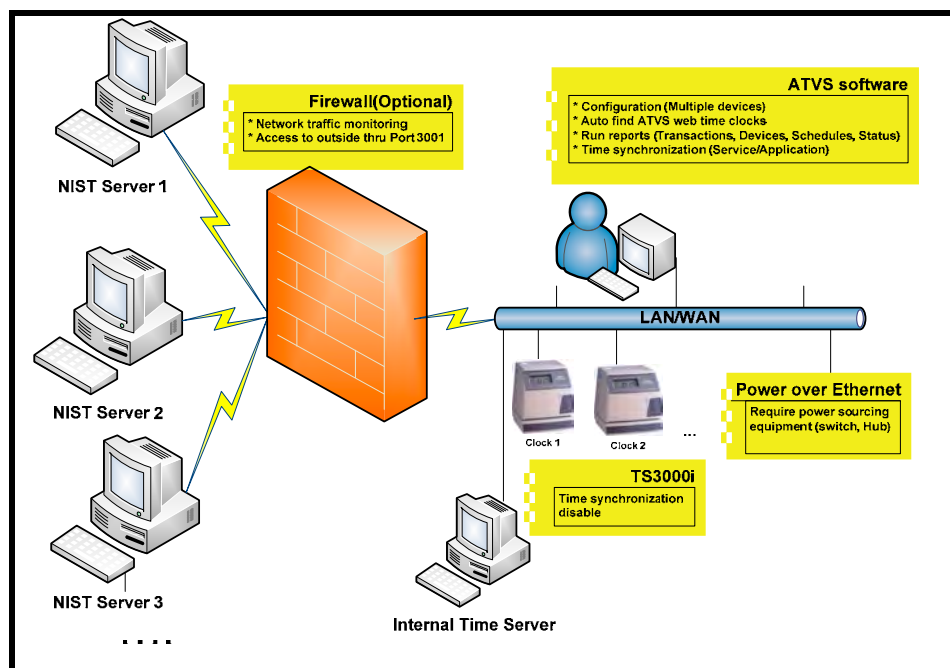 NIST Server 1
Firewall(Optional)
* Network traffic monitoring
* Access to outside thru Port 3001
ATVS software
* Configuration (Multiple devices)
* Auto find ATVS web time clocks
* Run reports (Transactions, Devices, Schedules, Status)
* Time synchronization (Service/Application)
NIST Server 2
LAN/WAN
Clock 1
Clock 2
...
Power over Ethernet
Require power sourcing
equipment (switch, Hub)
TS3000i
Time synchronization
disable
NIST Server 3
. . . .
Internal Time Server